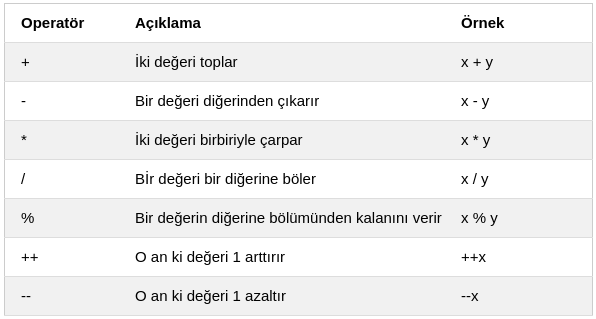 Operatör Açıklama Örnek
+ İki değeri toplar x + y
- Bir değeri diğerinden çıkarır x - y
* İki değeri birbiriyle çarpar x * y
/ Bİr değeri bir diğerine böler x / y
% Bir değerin diğerine bölümünden kalanını verir x % y
++ O an ki değeri 1 arttırır ++x
-- O an ki değeri 1 azaltır --x